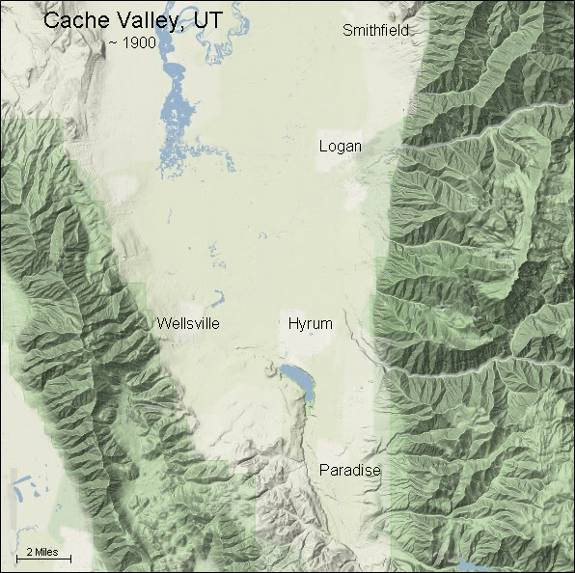 Cache Valley, UT
~ 1900
Smithfield
Logan
Wellsville
Hyrum
Paradise
2 Miles